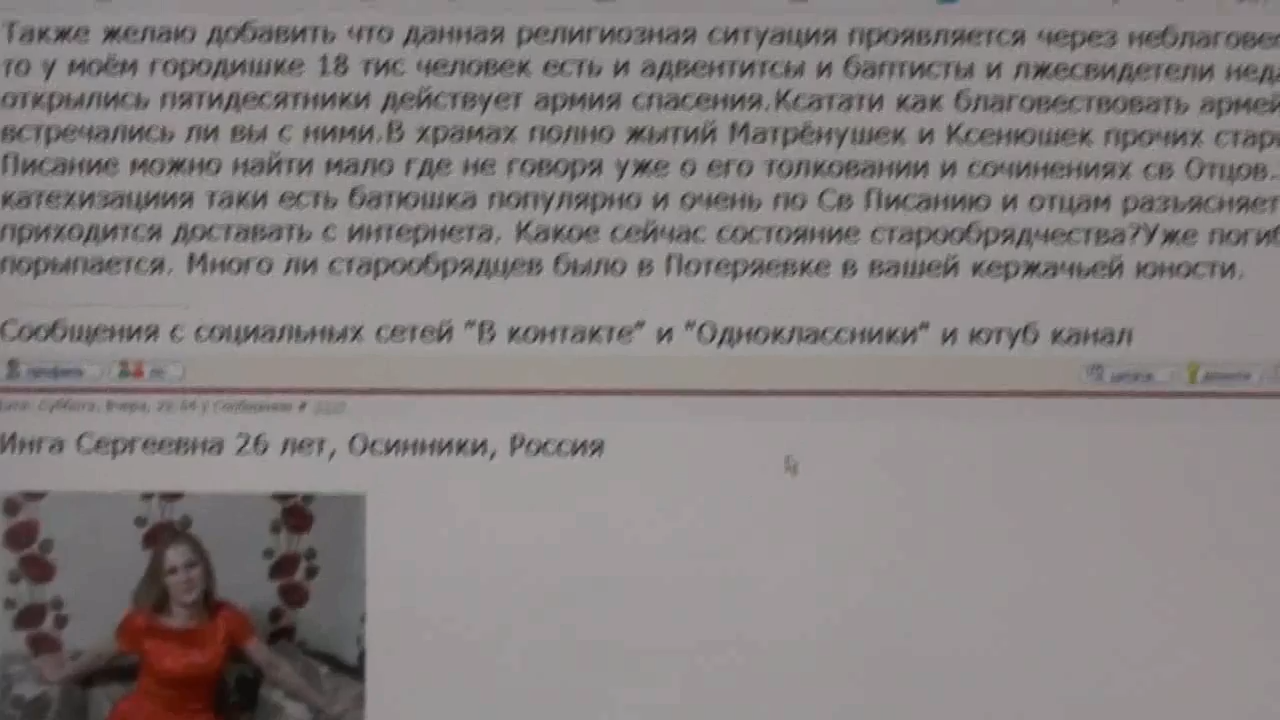 Также желаю добавить что данная религиозная ситуация проявляется через
то у моём городишке 18 тис человек есть и адвентитсы и баптисты и лжесвидетели
открылись пятидесятники действует армия спасения.Ксатати как благовествовать
встречались ли вы с ними.В храмах полно жытий Матрёнушек и Ксенюшек прочих
Писание можно найти мало где не говоря уже о его толковании и сочинениях св Отцов.
катехизациия таки есть батюшка популярно и очень по Св Писанию и отцам разьясняет
приходится доставать с интернета. Какое сейчас состояние старообрядчества?Уже
порыпается. Много ли старообрядцев было в Потеряевке в вашей кержачьей юности.
Сообщения с социальных сетей "В контакте" и "Одноклассники" и ютуб канал
Инга Сергеевна 26 лет, Осинники, Россия